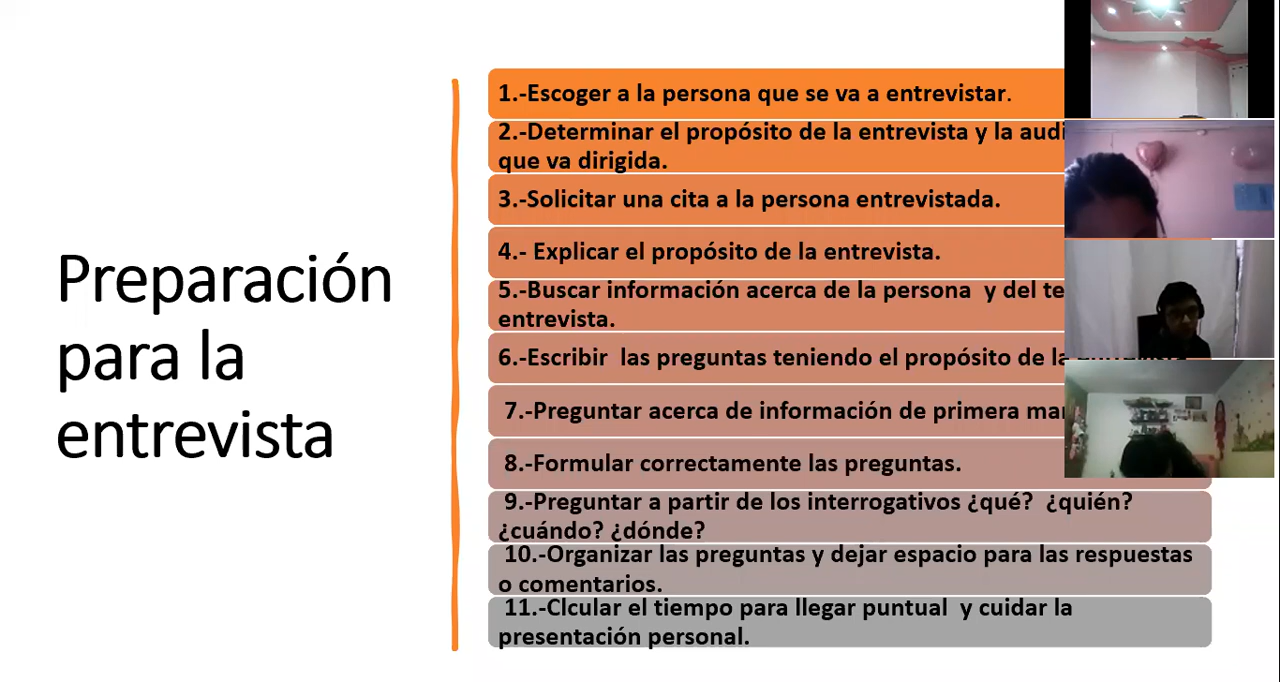 Preparación
para la
entrevista
1.-Escoger a la persona que se va a entrevistar.
2.-Determinar el propósito de la entrevista y la
que va dirigida.
3.-Solicitar una cita a la persona entrevistada.
4.- Explicar el propósito de la entrevista.
5.-Buscar información acerca de la persona  y del
entrevista.
6.-Escribir  las preguntas teniendo el propósito de la
7.-Preguntar acerca de información de primera
8.-Formular correctamente las preguntas.
9.-Preguntar a partir de los interrogativos ¿qué?  ¿quién?
¿cuándo? ¿dónde?
10.-Organizar las preguntas y dejar espacio para las respuestas
o comentarios.
11.-Clcular el tiempo para llegar puntual  y cuidar la
presentación personal.